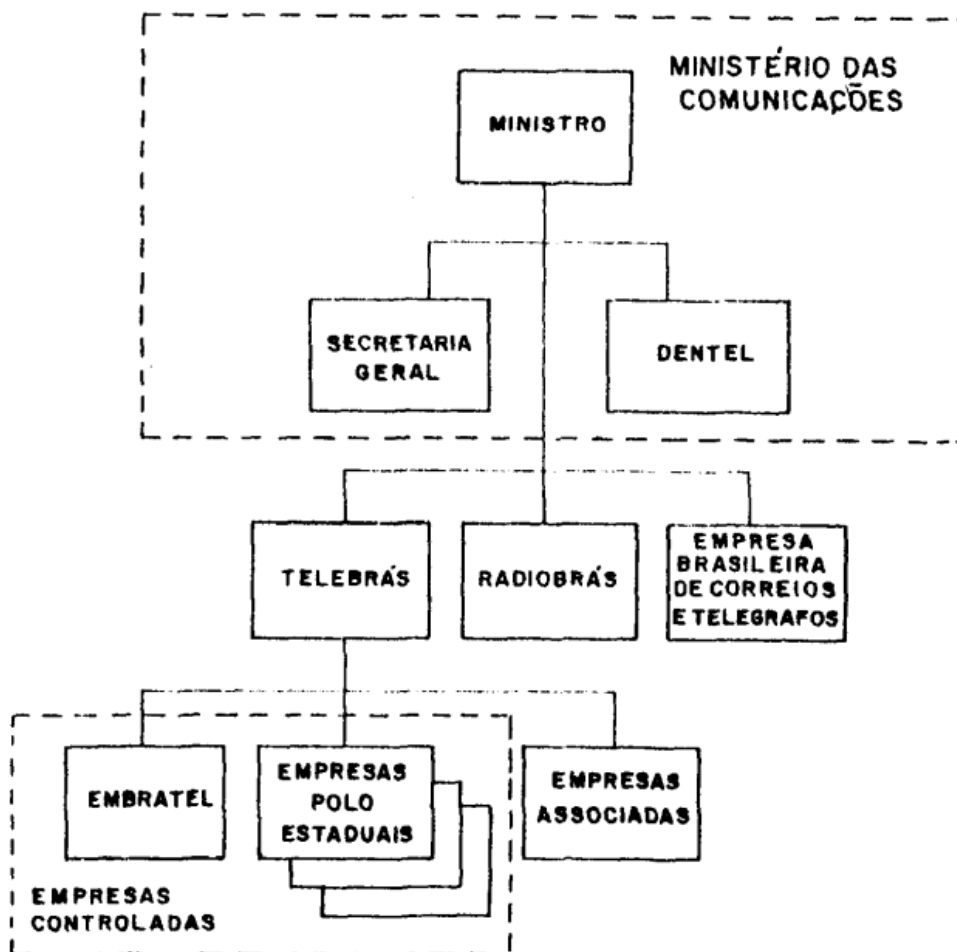 MINISTÉRIO DAS
COMUNICAÇÕES
MINISTRO
SECRETARIA
GERAL
DENTEL
TELEBRÁS
RADIOBRÁS
EMPRESA
BRASILEIRA
DE CORREIOS
E TELEGRAFOS
EMBRATEL
EMPRESAS
POLO
ESTADUAIS
EMPRESAS
ASSOCIADAS
EMPRESAS
CONTROLADAS